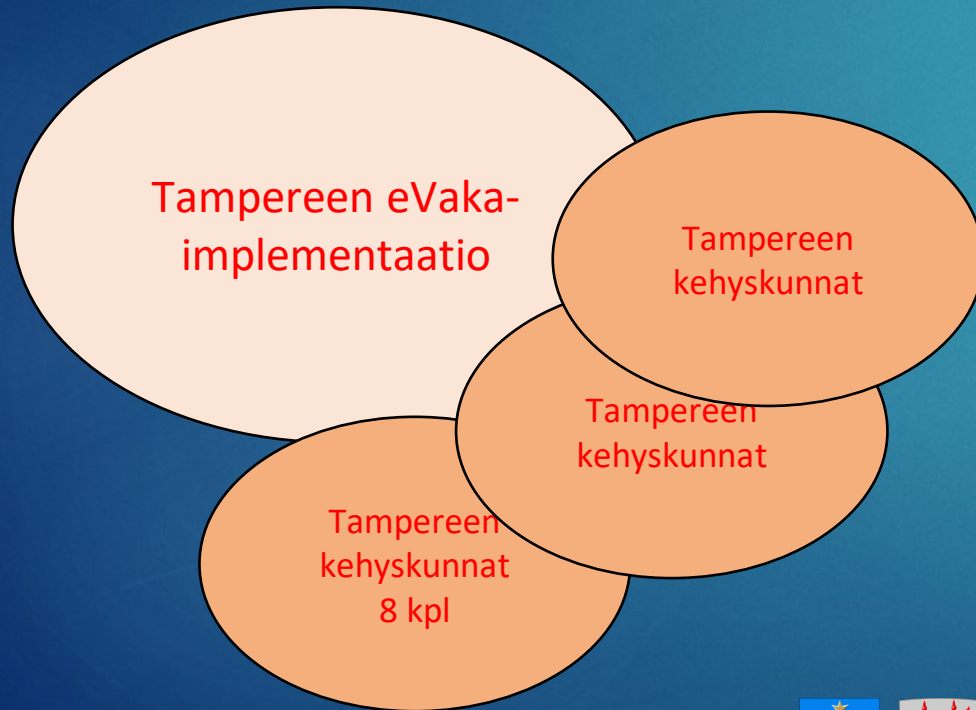 Tampereen eVaka-
implementaatio
Tampereen
kehyskunnat
Tampereen
kehyskunnat
Tampereen
kehyskunnat
8 kpl